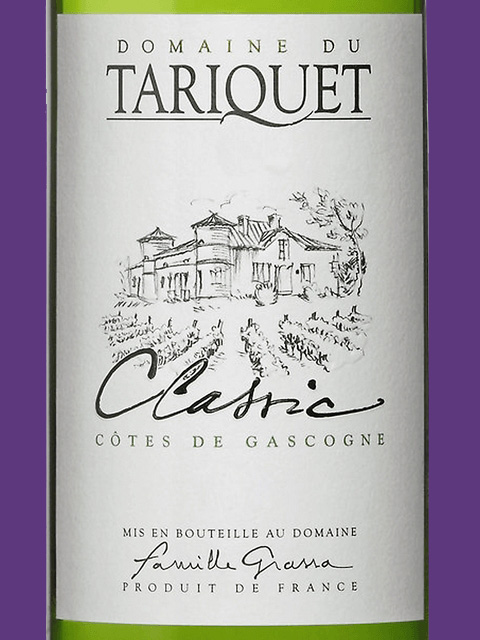 DOMAINE DU
TARIQUET
Classic
CÔTES DE GASCOGNE
MIS EN BOUTEILLE AU DOMAINE
Famille Grassa
PRODUIT DE FRANCE